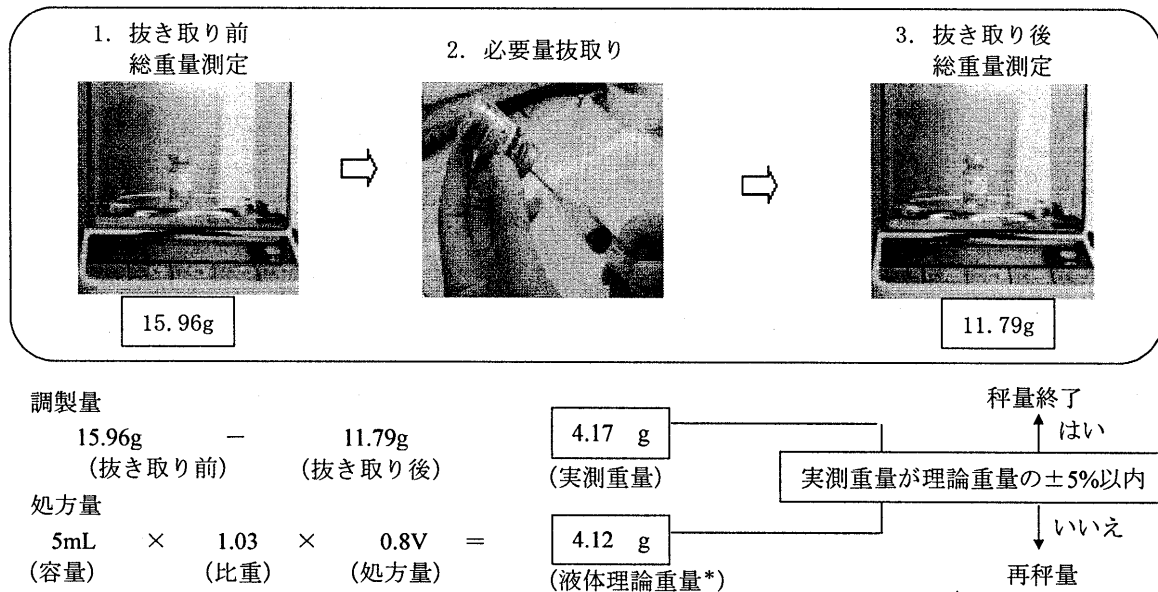 1. 抜き取り前
総重量測定
2. 必要量抜取り
3. 抜き取り後
総重量測定
15.96g
11.79g
調製量
15.96g － 11.79g
(抜き取り前) (抜き取り後)
4.17 g
(実測重量)
処方量
5mL × 1.03 × 0.8V ＝
(容量) (比重) (処方量)
4.12 g
(液体理論重量*)
秤量終了
はい
実測重量が理論重量の±5%以内
いいえ
再秤量